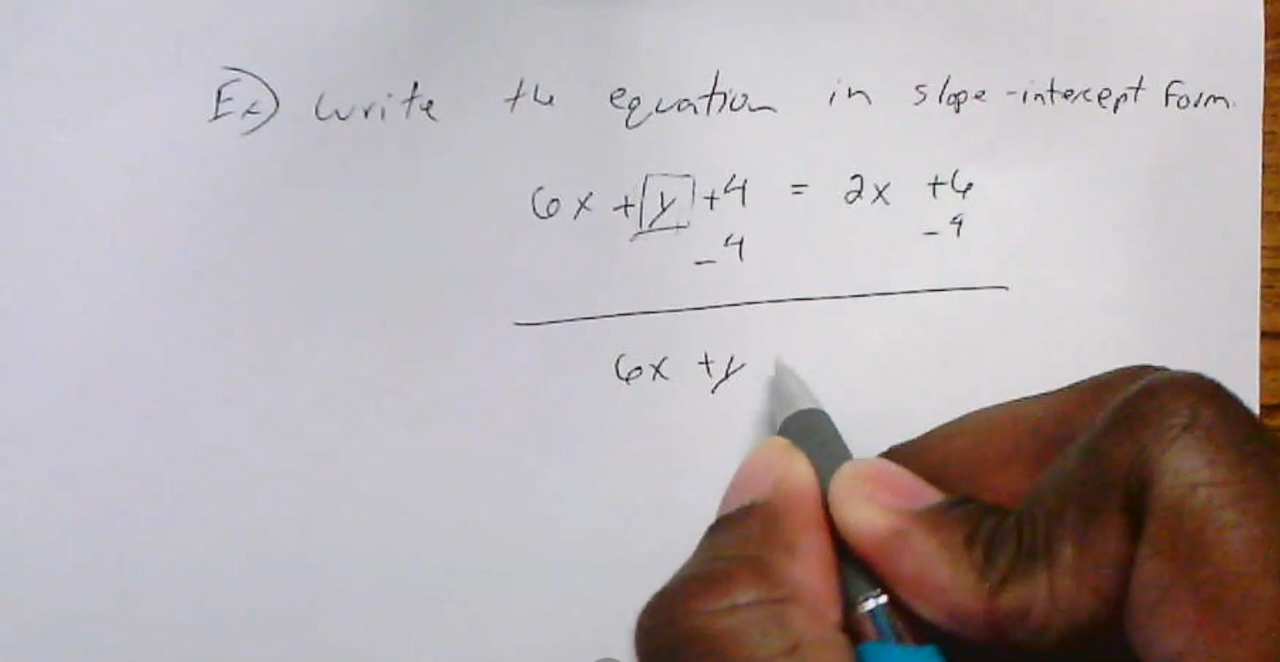 Ex) write the equation in slope-intercept form.
6x + y + 4 = 2x + 6
- 4 - 4
6x + y